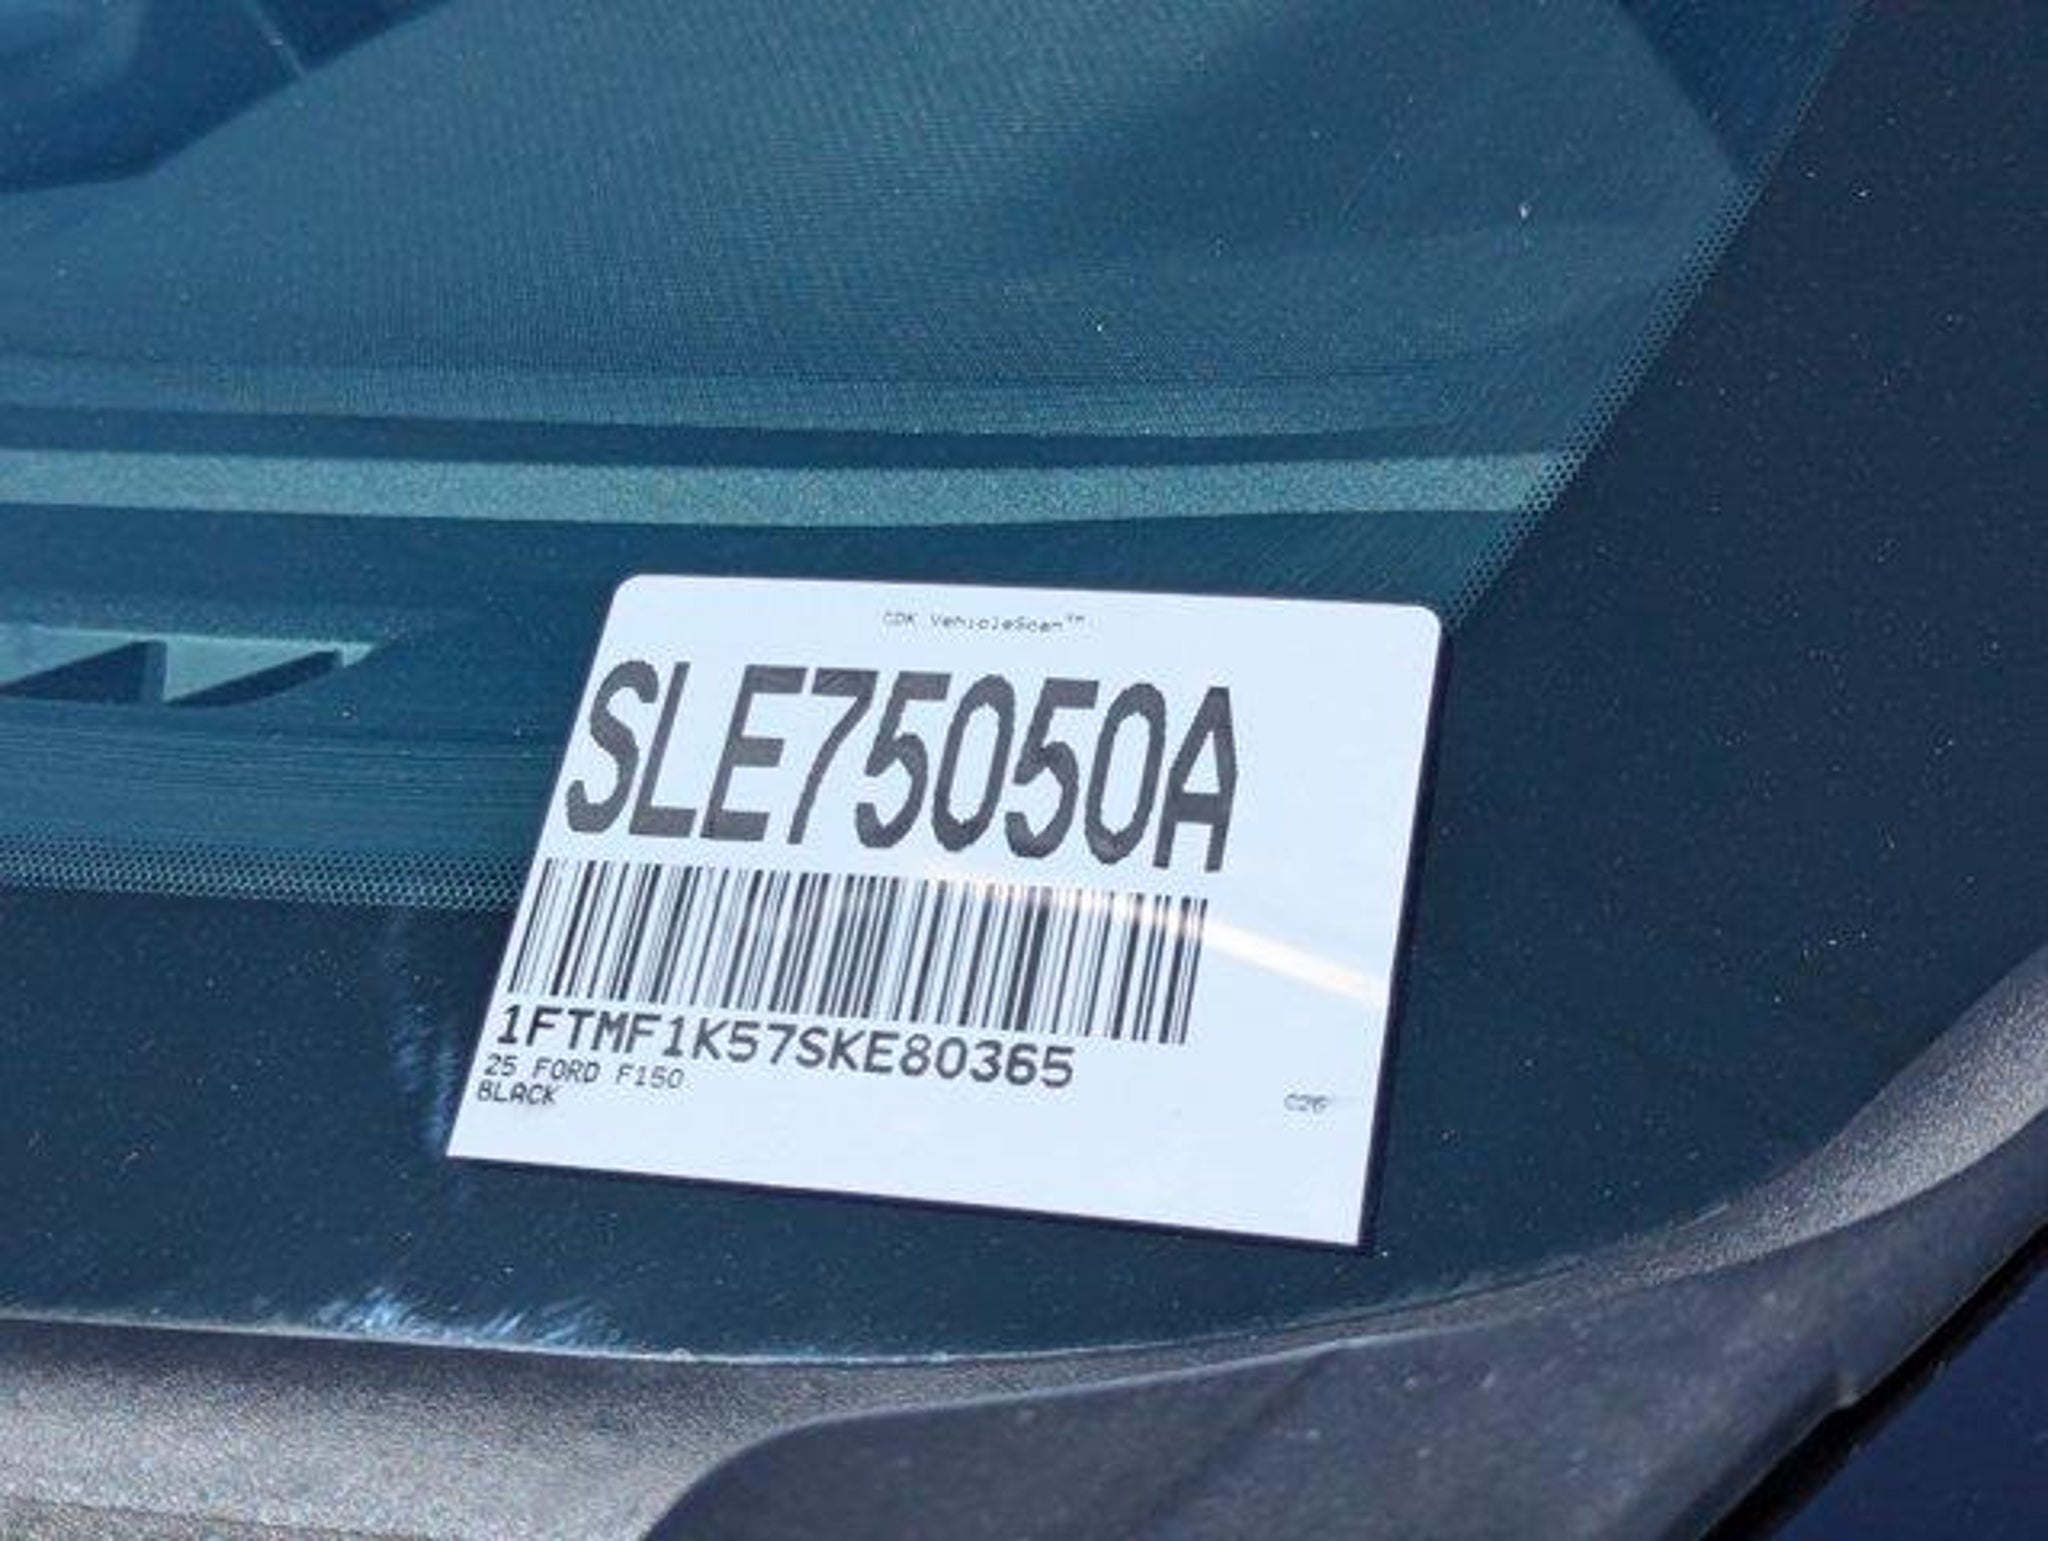 CDK VehicleScan™
SLE75050A
1FTMF1K57SKE80365
25 FORD F150
BLACK